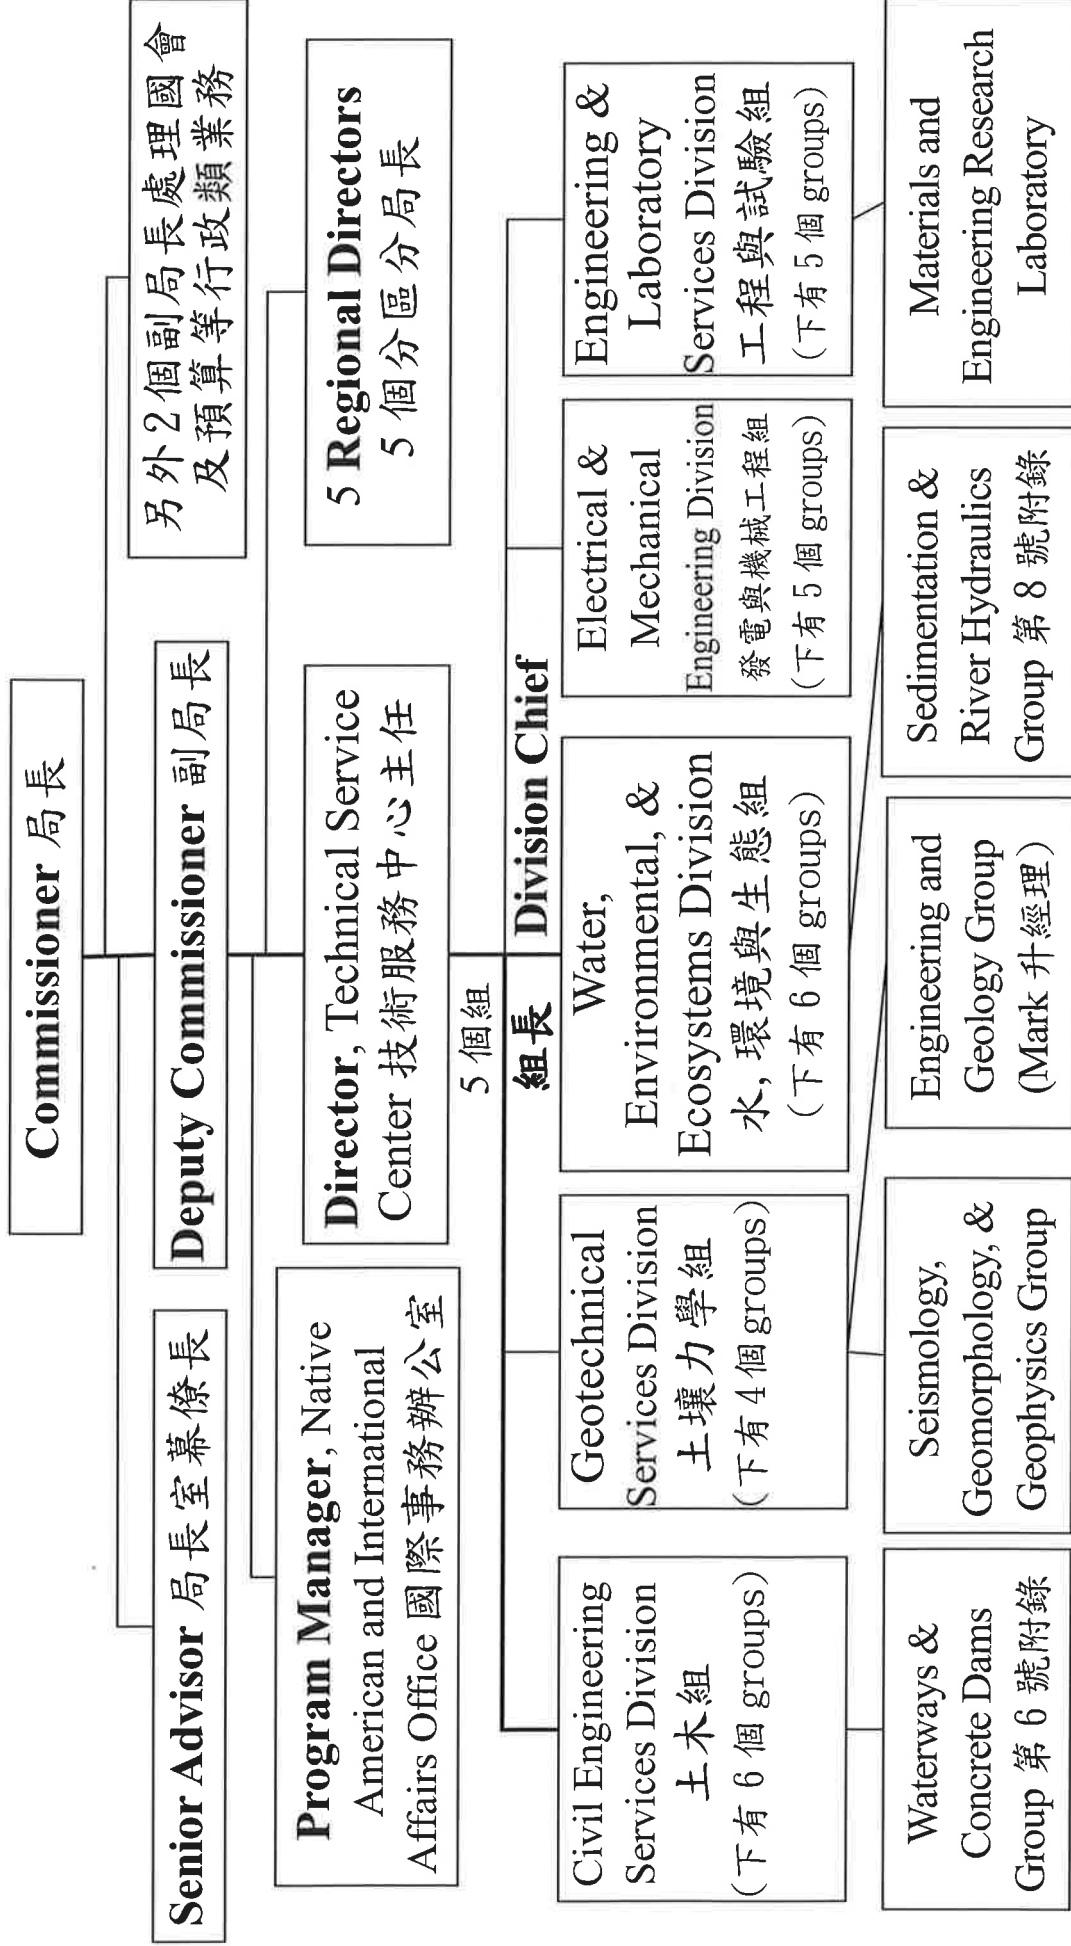 Commissioner 局長
另外2個副局長處理國會
及預算等行政類業務
Senior Advisor 局長室幕僚長
Deputy Commissioner 副局長
Program Manager, Native
American and International
Affairs Office 國際事務辦公室
Director, Technical Service
Center 技術服務中心主任
5 Regional Directors
5個分區分局長
5個組
組長 Division Chief
Civil Engineering
Services Division
土木組
(下有 6 個 groups)
Geotechnical
Services Division
土壤力學組
(下有 4 個 groups)
Water,
Environmental, &
Ecosystems Division
水, 環境與生態組
(下有 6 個 groups)
Electrical &
Mechanical
Engineering Division
發電與機械工程組
(下有 5 個 groups)
Engineering &
Laboratory
Services Division
工程與試驗組
(下有 5 個 groups)
Waterways &
Concrete Dams
Group 第 6 號附錄
Seismology,
Geomorphology, &
Geophysics Group
Engineering and
Geology Group
(Mark 升經理)
Sedimentation &
River Hydraulics
Group 第 8 號附錄
Materials and
Engineering Research
Laboratory